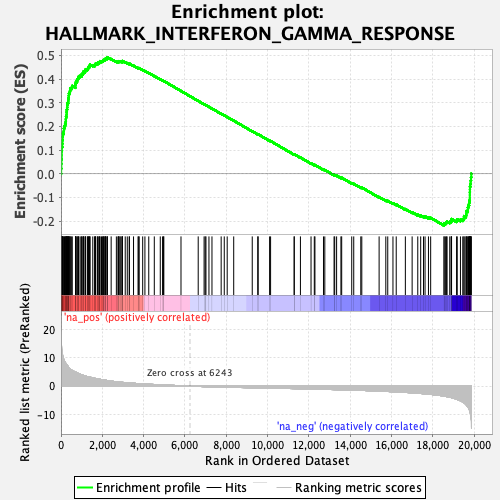 Enrichment plot:
HALLMARK_INTERFERON_GAMMA_RESPONSE
Enrichment score (ES)
0.5
0.4
0.3
0.2
0.1
0.0
-0.1
-0.2
'na_pos' (positively correlated)
Ranked list metric (PreRanked)
20
10
0
-10
Zero cross at 6243
'na_neg' (negatively correlated)
0
2,000
4,000
6,000
8,000
10,000
12,000
14,000
16,000
18,000
20,000
Rank in Ordered Dataset
Enrichment profile
Hits
Ranking metric scores